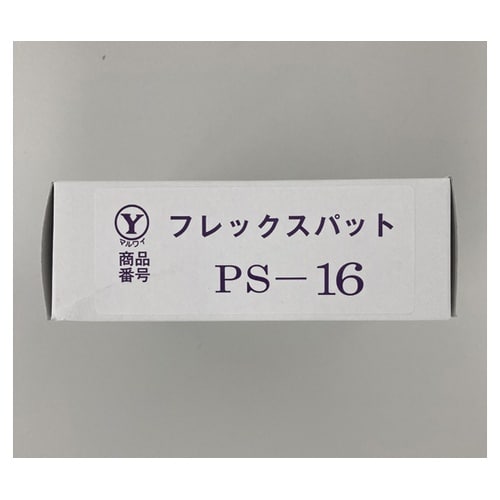 Y
マルワイ
商品
番号
フレックスパット
PS-16